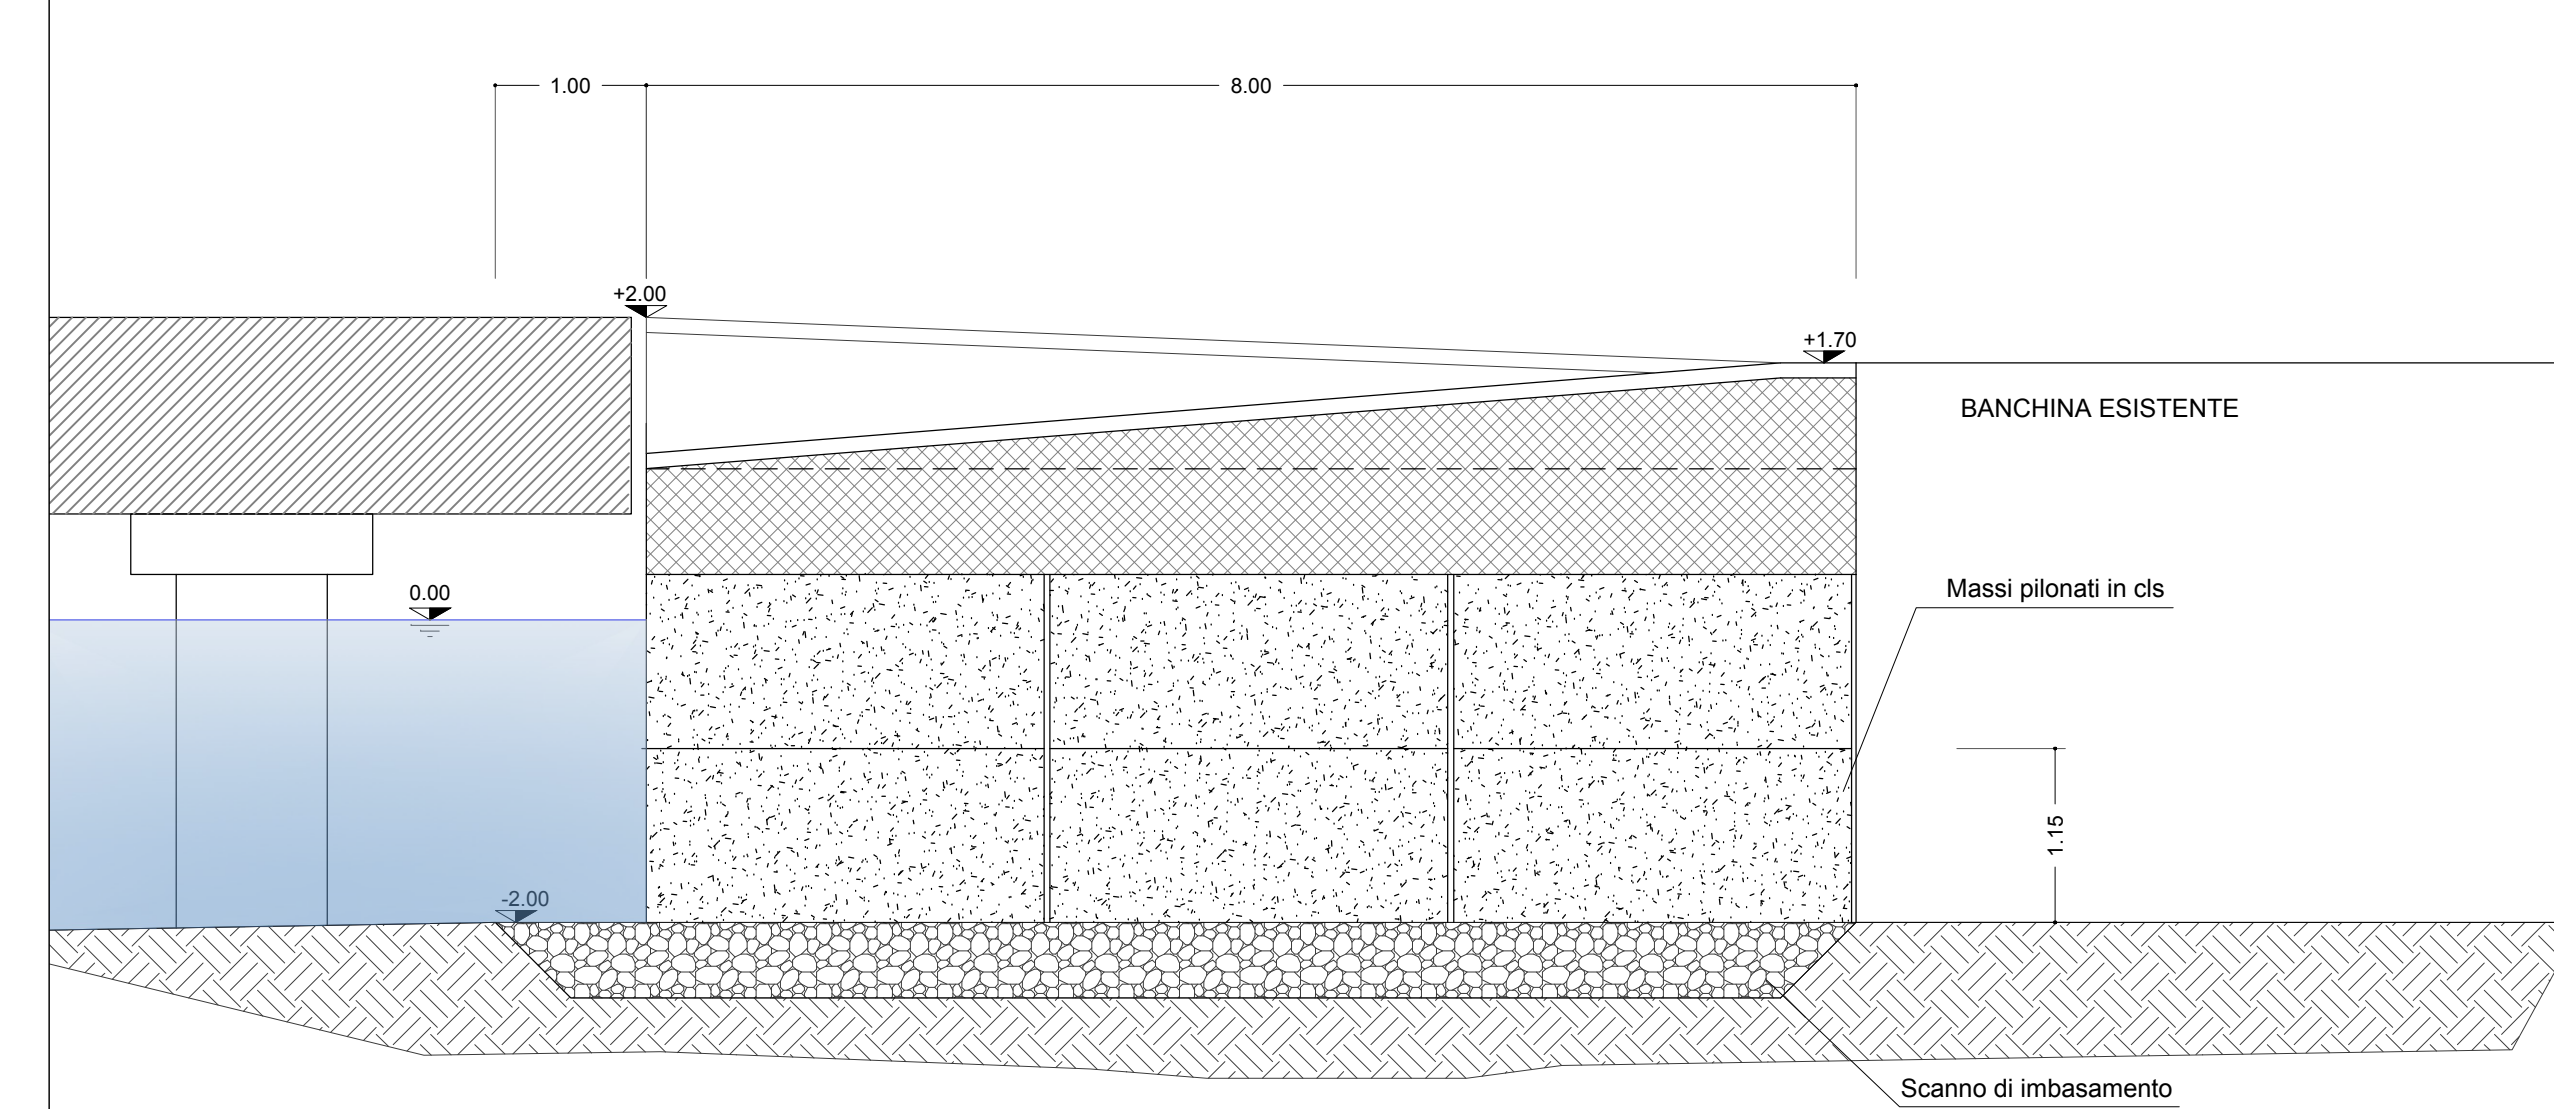 1.00
8.00
+2.00
+1.70
BANCHINA ESISTENTE
0.00
Massi pilonati in cls
1.15
-2.00
Scanno di imbasamento